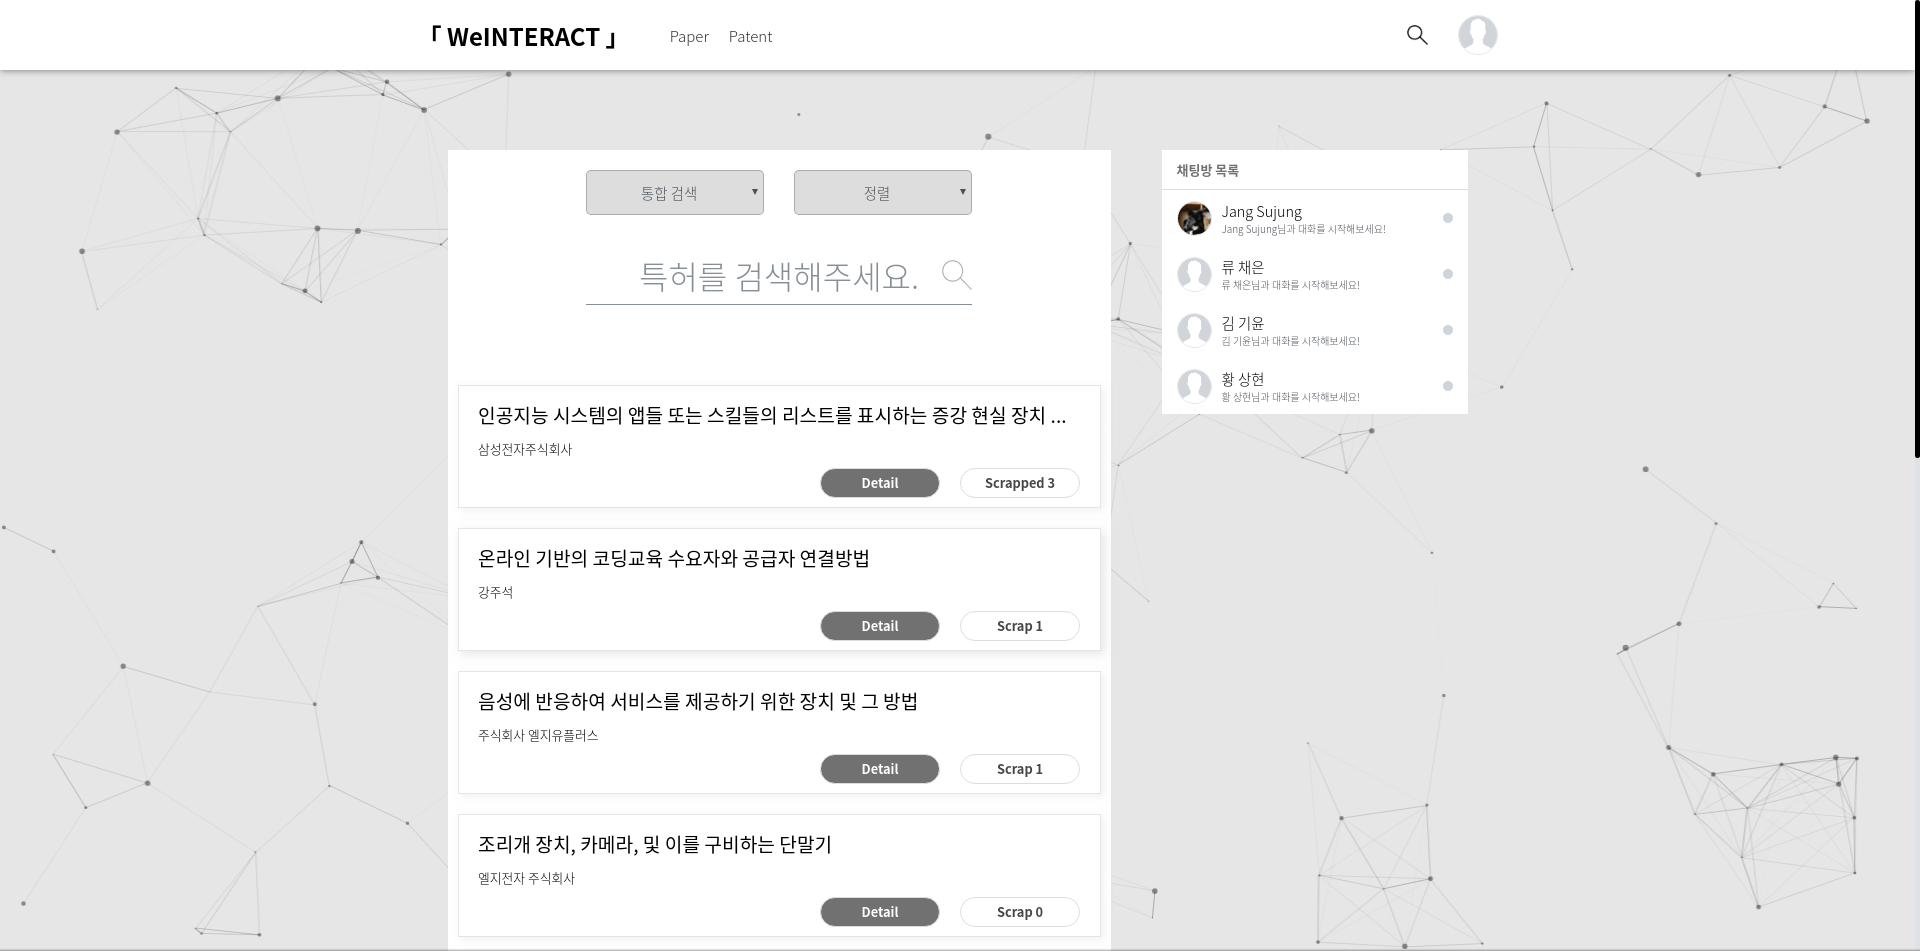 「 WeINTERACT 」 Paper Patent
통합 검색 정렬
특허를 검색해주세요.
인공지능 시스템의 앱들 또는 스킬들의 리스트를 표시하는 증강 현실 장치 ...
삼성전자주식회사
Detail Scrapped 3
온라인 기반의 코딩교육 수요자와 공급자 연결방법
강주석
Detail Scrap 1
음성에 반응하여 서비스를 제공하기 위한 장치 및 그 방법
주식회사 엘지유플러스
Detail Scrap 1
조리개 장치, 카메라, 및 이를 구비하는 단말기
엘지전자 주식회사
Detail Scrap 0
채팅방 목록
Jang Sujung
Jang Sujung님과 대화를 시작해보세요!
류 채은
류 채은님과 대화를 시작해보세요!
김 기윤
김 기윤님과 대화를 시작해보세요!
황 상현
황 상현님과 대화를 시작해보세요!